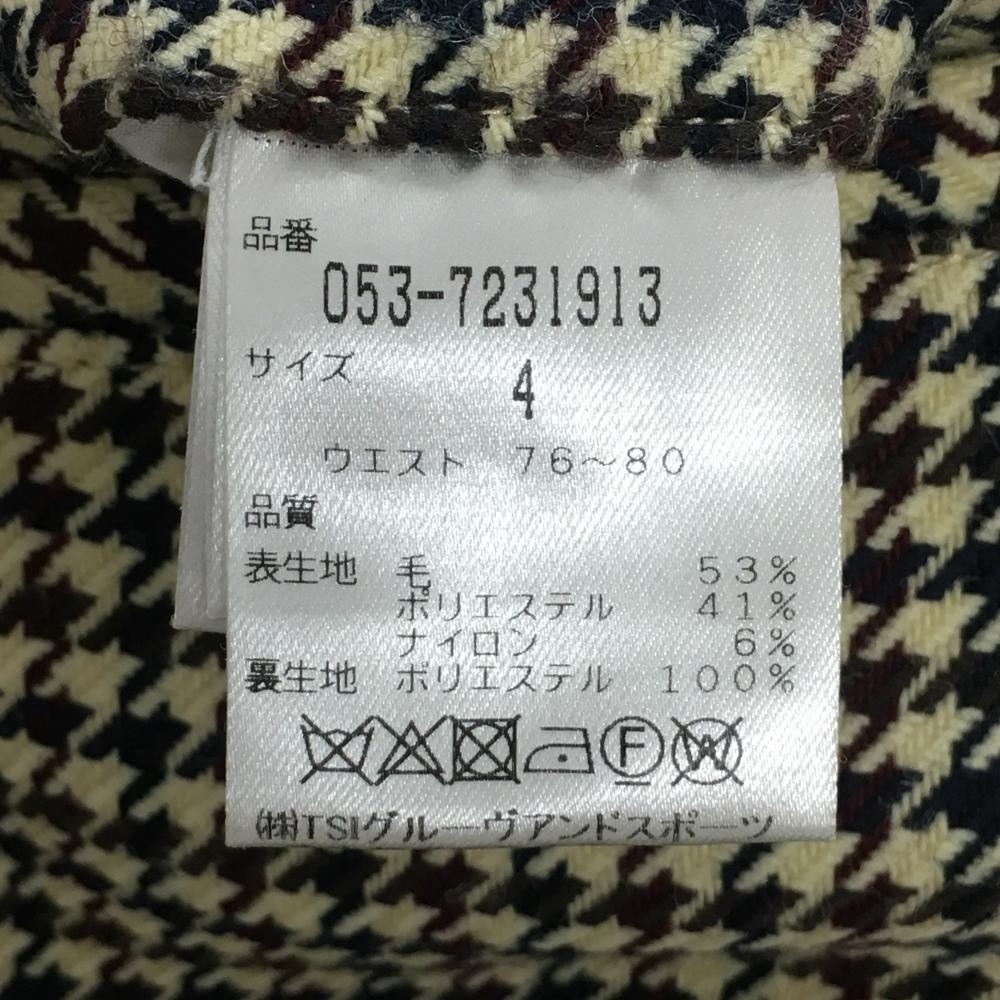 品番
053-7231913
サイズ 4
ウエスト 76～80
品質
表生地 毛 53%
ポリエステル 41%
ナイロン 6%
裏生地 ポリエステル 100%
F W
㈱TSIグルーヴアンドスポーツ